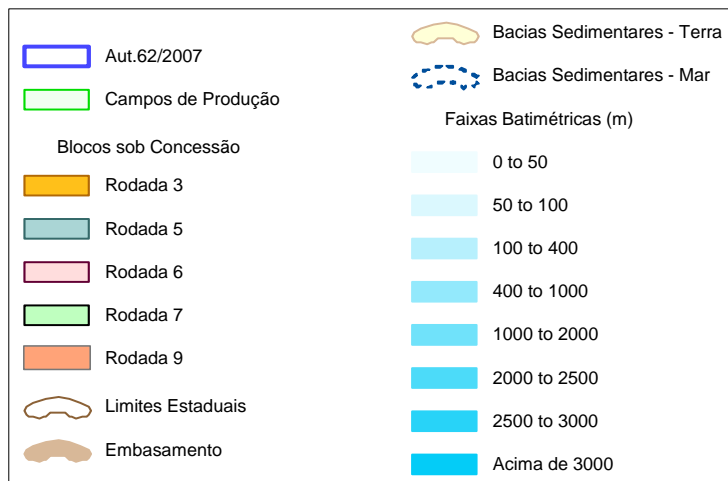 Aut.62/2007
Campos de Produção
Blocos sob Concessão
Rodada 3
Rodada 5
Rodada 6
Rodada 7
Rodada 9
Limites Estaduais
Embasamento
Bacias Sedimentares - Terra
Bacias Sedimentares - Mar
Faixas Batimétricas (m)
0 to 50
50 to 100
100 to 400
400 to 1000
1000 to 2000
2000 to 2500
2500 to 3000
Acima de 3000